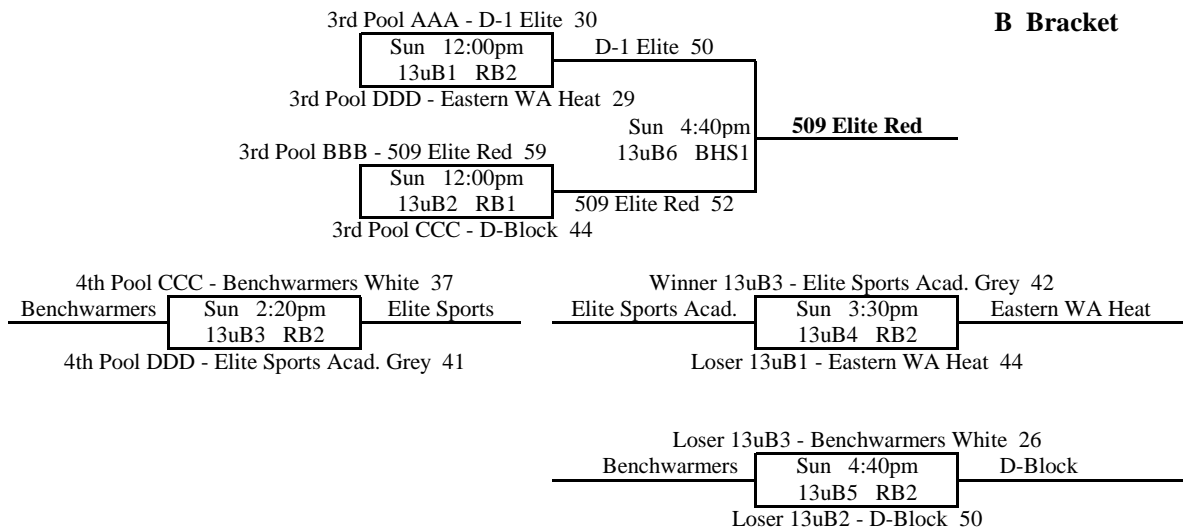 3rd Pool AAA - D-1 Elite 30
B Bracket
Sun 12:00pm
D-1 Elite 50
13uB1 RB2
3rd Pool DDD - Eastern WA Heat 29
Sun 4:40pm
509 Elite Red
13uB6 BHS1
3rd Pool BBB - 509 Elite Red 59
Sun 12:00pm
13uB2 RB1
509 Elite Red 52
3rd Pool CCC - D-Block 44
4th Pool CCC - Benchwarmers White 37
Benchwarmers
Sun 2:20pm
Elite Sports
13uB3 RB2
4th Pool DDD - Elite Sports Acad. Grey 41
Winner 13uB3 - Elite Sports Acad. Grey 42
Elite Sports Acad.
Sun 3:30pm
Eastern WA Heat
13uB4 RB2
Loser 13uB1 - Eastern WA Heat 44
Loser 13uB3 - Benchwarmers White 26
Benchwarmers
Sun 4:40pm
D-Block
13uB5 RB2
Loser 13uB2 - D-Block 50